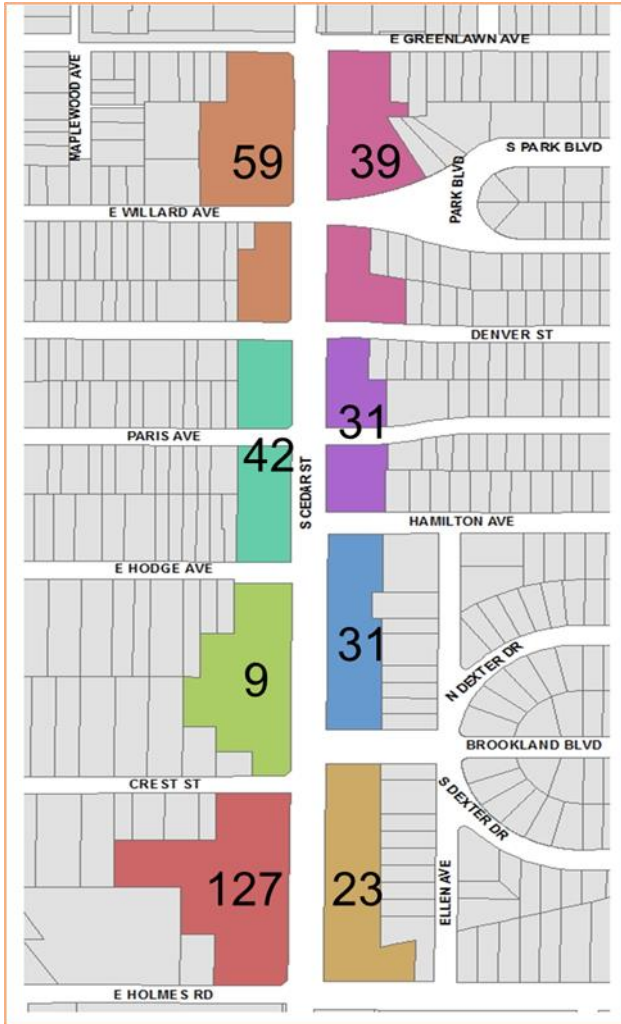 E GREENLAWN AVE
MAPLEWOOD AVE
59
39
S PARK BLVD
PARK BLVD
E WILLARD AVE
DENVER ST
31
PARIS AVE
42
S CEDAR ST
HAMILTON AVE
E HODGE AVE
31
9
N DEXTER DR
BROOKLAND BLVD
CREST ST
S DEXTER DR
127
23
ELLEN AVE
E HOLMES RD